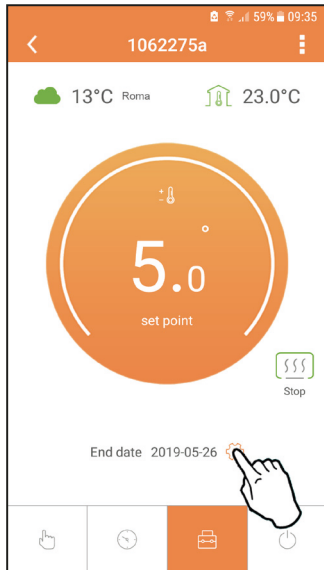 59% 09:35
1062275a
13°C Roma 23.0°C
5.0°
set point
Stop
End date 2019-05-26